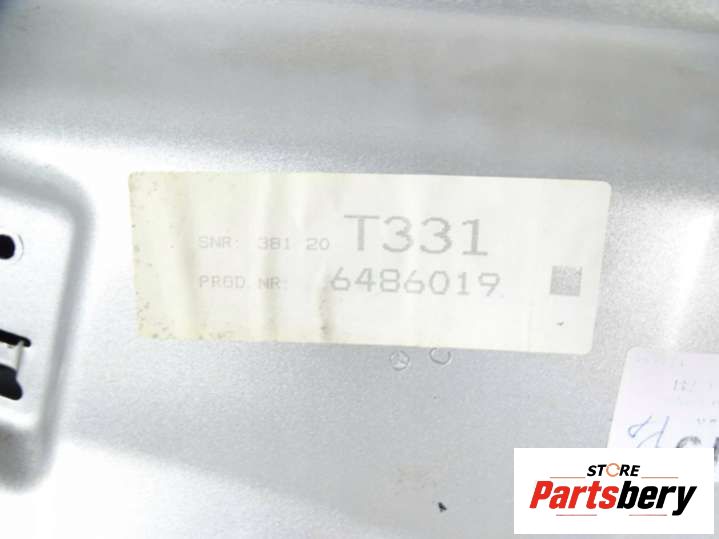 SNR: 381 20 T331
PROD.NR: 6486019
STORE
Partsbery